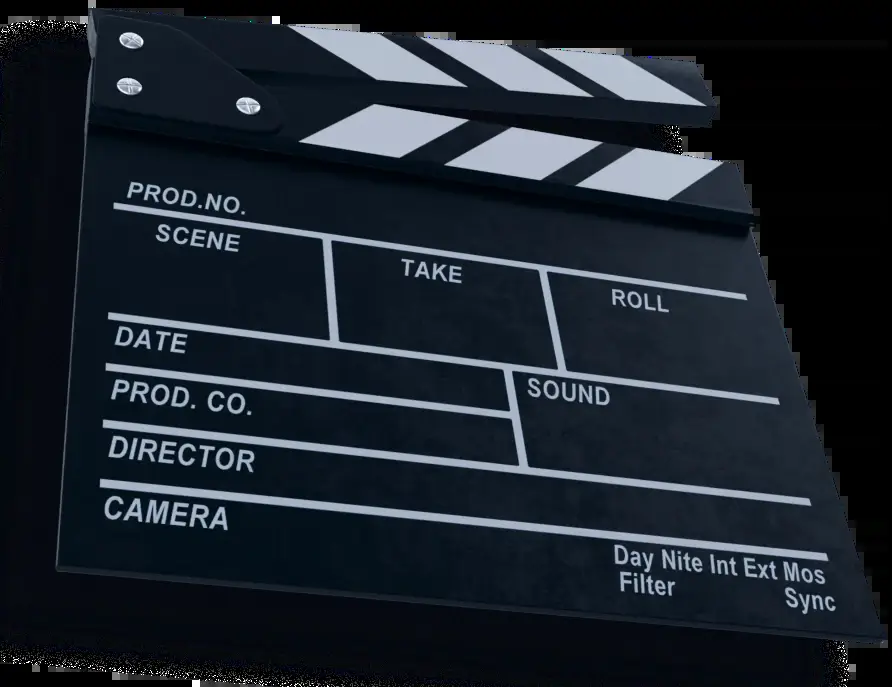 PROD.NO.
SCENE
TAKE
ROLL
DATE
SOUND
PROD. CO.
DIRECTOR
CAMERA
Day Nite Int Ext Mos
Filter Sync